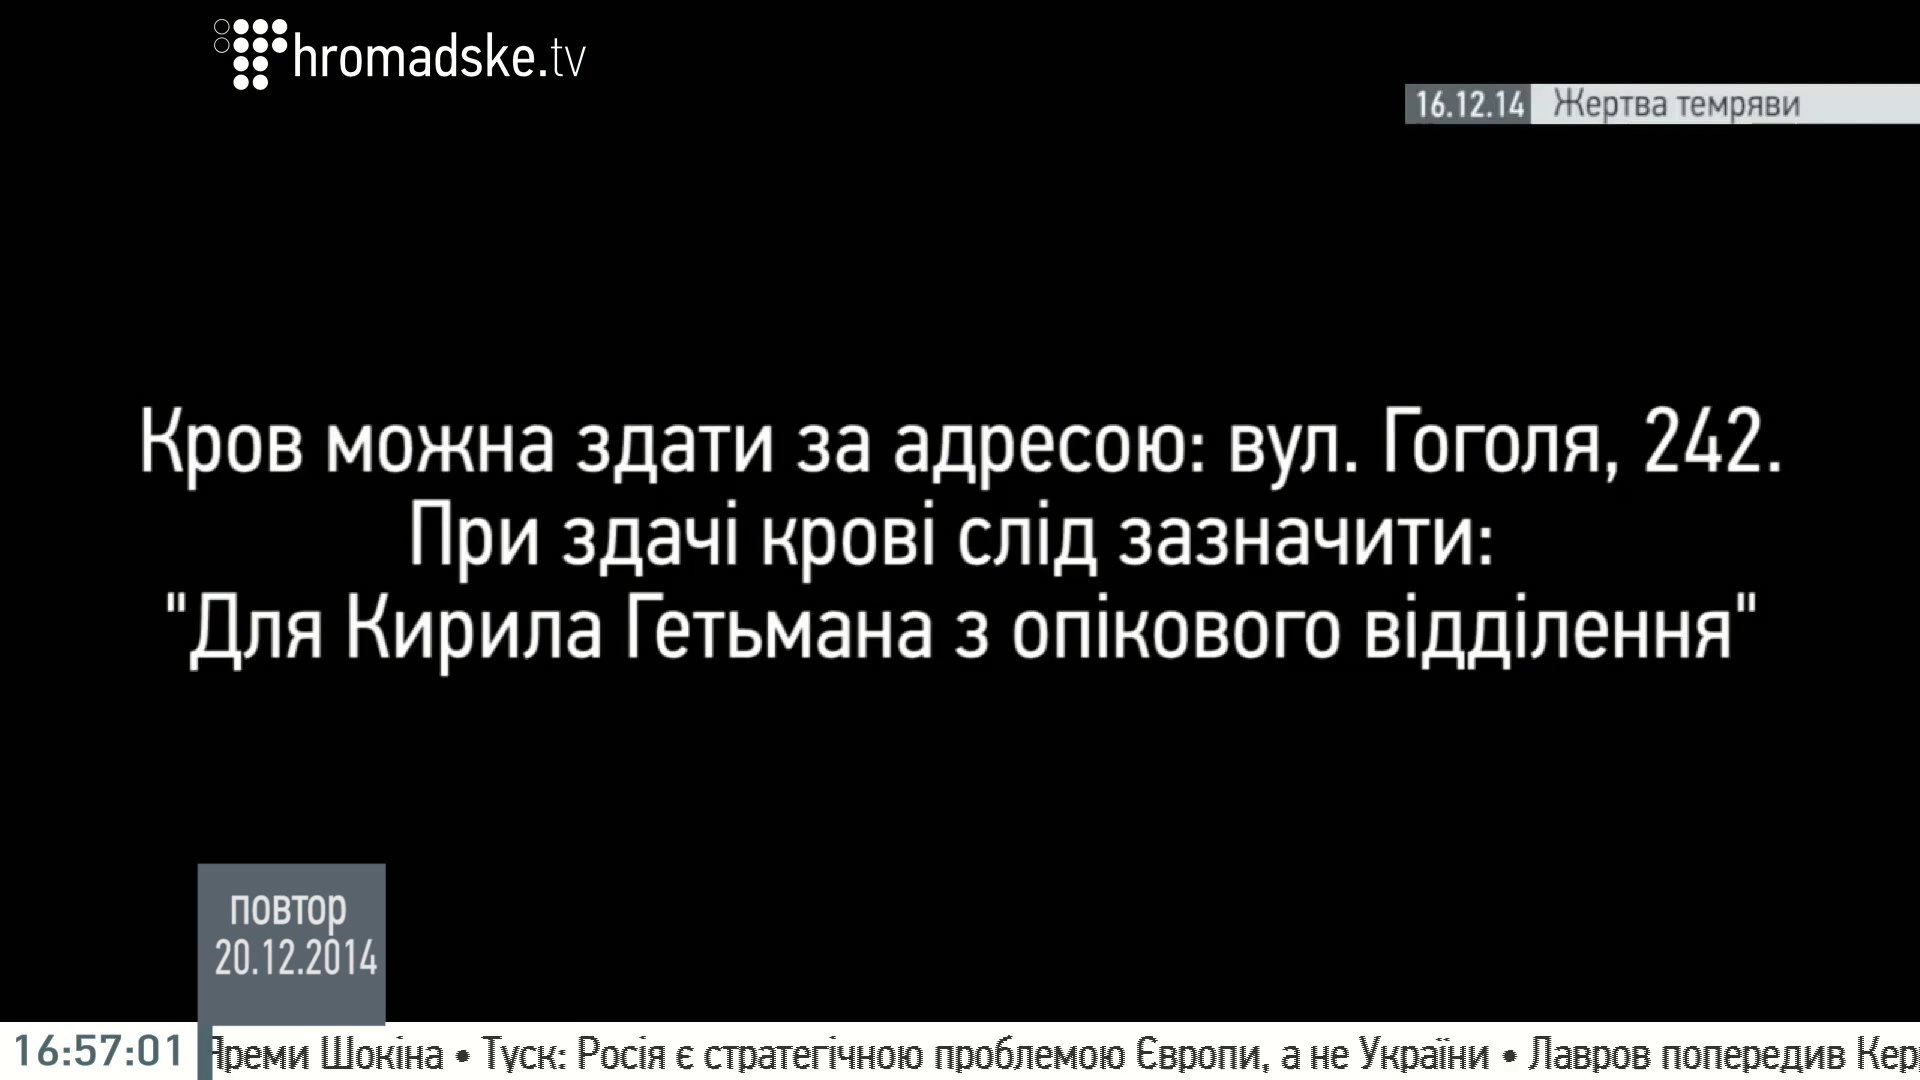 hromadske.tv
16.12.14 Жертва темряви
Кров можна здати за адресою: вул. Гоголя, 242.
При здачі крові слід зазначити:
"Для Кирила Гетьмана з опікового відділення"
повтор
20.12.2014
16:57:01 Яреми Шокіна • Туск: Росія є стратегічною проблемою Європи, а не України • Лавров попередив